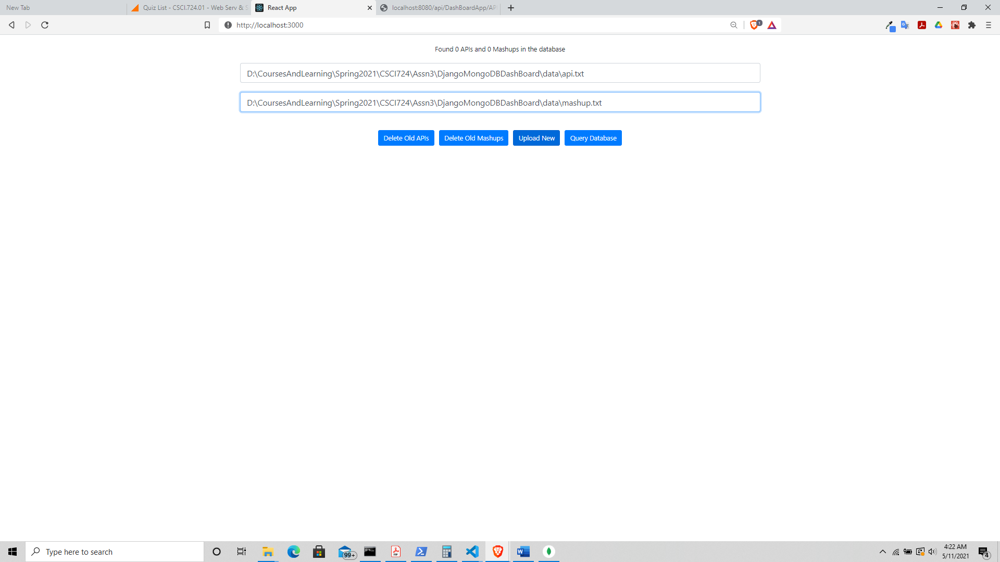 New Tab
Quiz List - CSCI.724.01 - Web Serv & S
React App
localhost:8080/api/DashBoardApp/AP
http://localhost:3000
1
Found 0 APIs and 0 Mashups in the database
D:\CoursesAndLearning\Spring2021\CSCI724\Assn3\DjangoMongoDBDashBoard\data\api.txt
D:\CoursesAndLearning\Spring2021\CSCI724\Assn3\DjangoMongoDBDashBoard\data\mashup.txt
Delete Old APIs Delete Old Mashups Upload New Query Database
Type here to search
99+
4:22 AM
5/11/2021
4